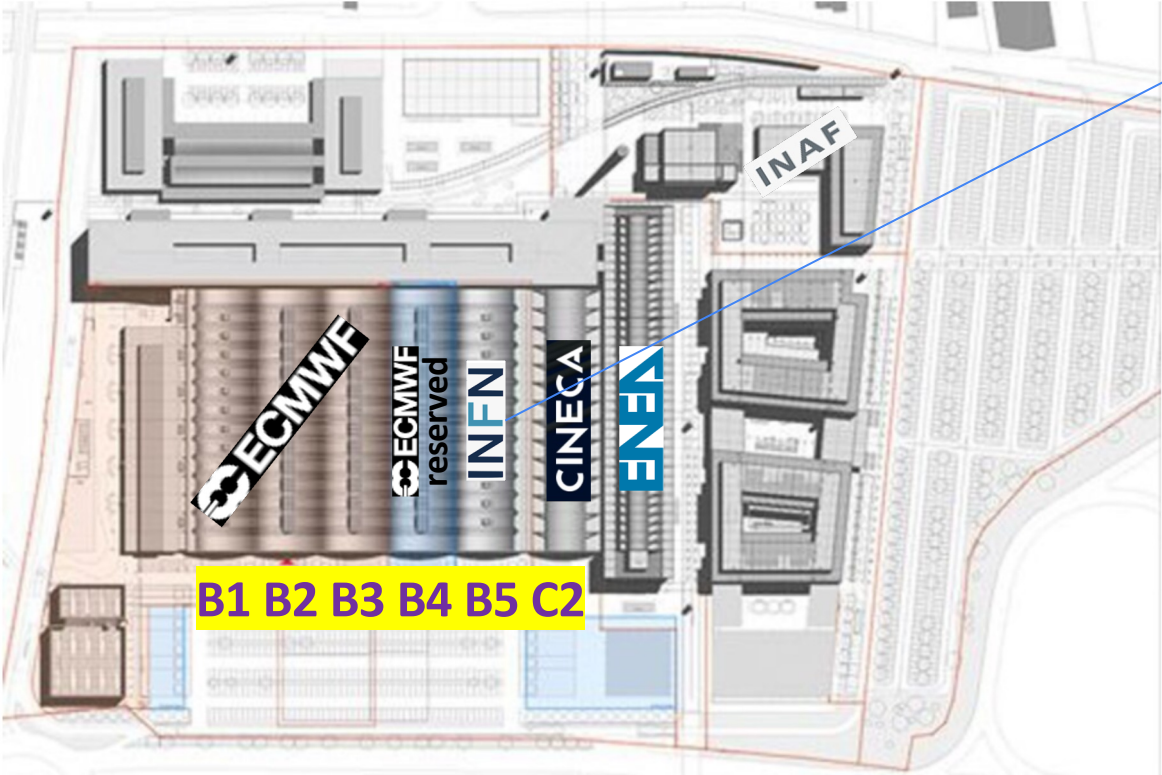 INAF
ECMWF
ECMWF
reserved
INFN
CINECA
ENEA
B1 B2 B3 B4 B5 C2